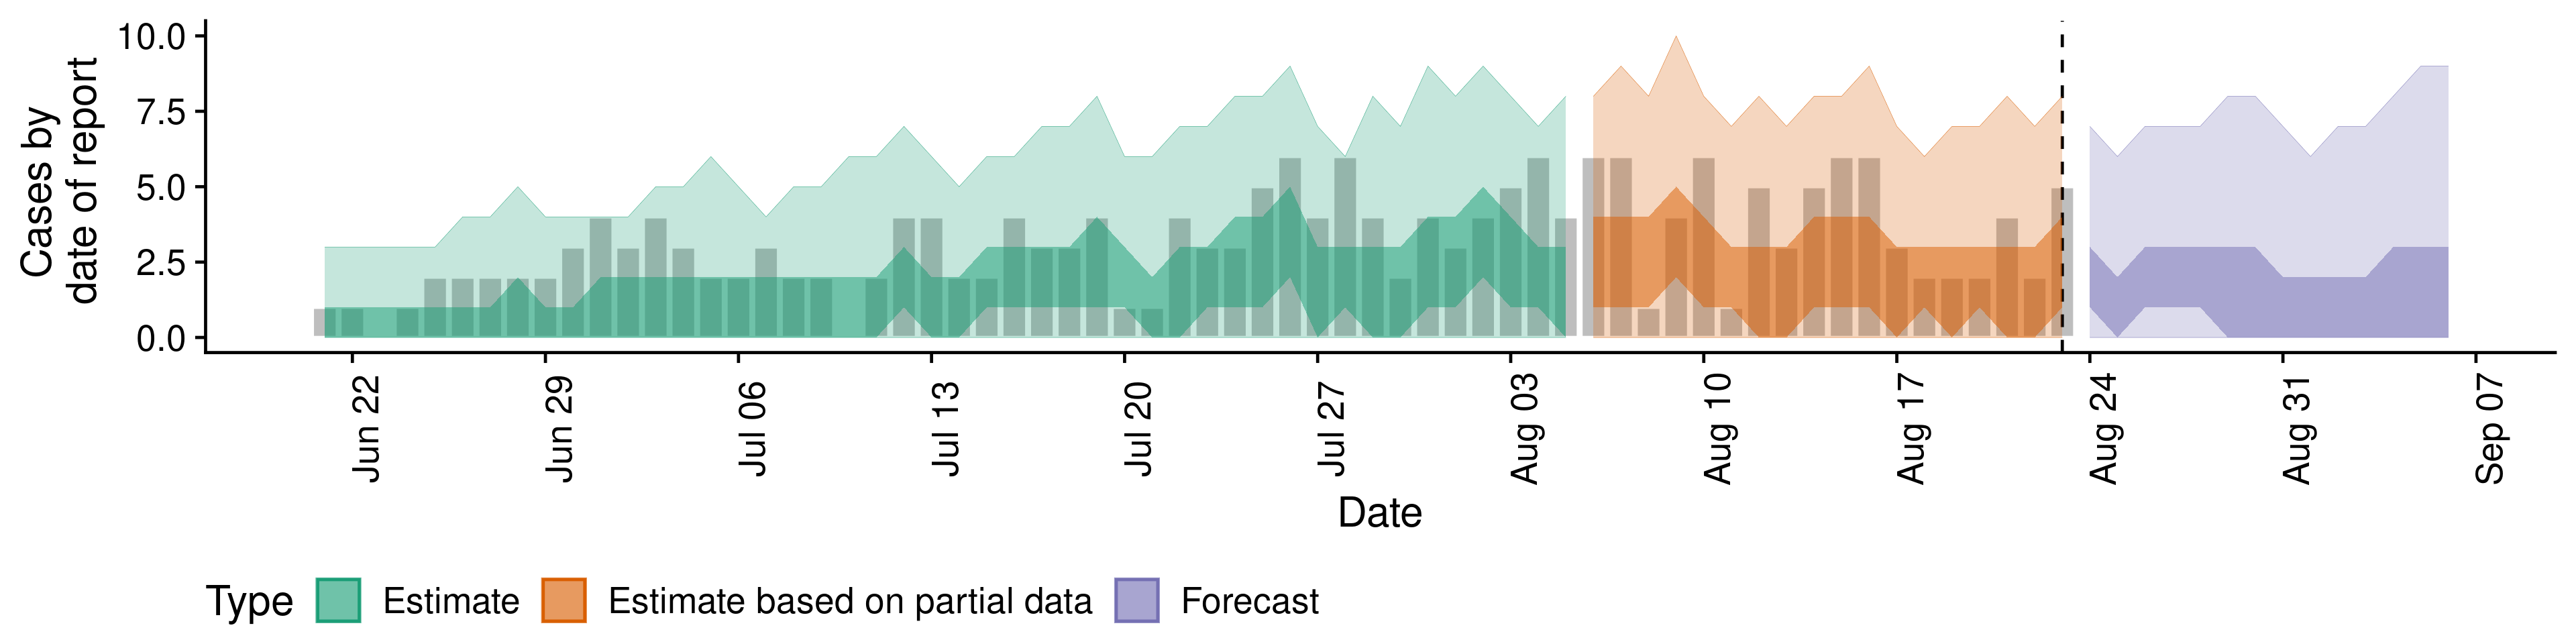 Cases by
date of report
10.0
7.5
5.0
2.5
0.0
Jun 22
Jun 29
Jul 06
Jul 13
Jul 20
Jul 27
Aug 03
Aug 10
Aug 17
Aug 24
Aug 31
Sep 07
Date
Type Estimate Estimate based on partial data Forecast